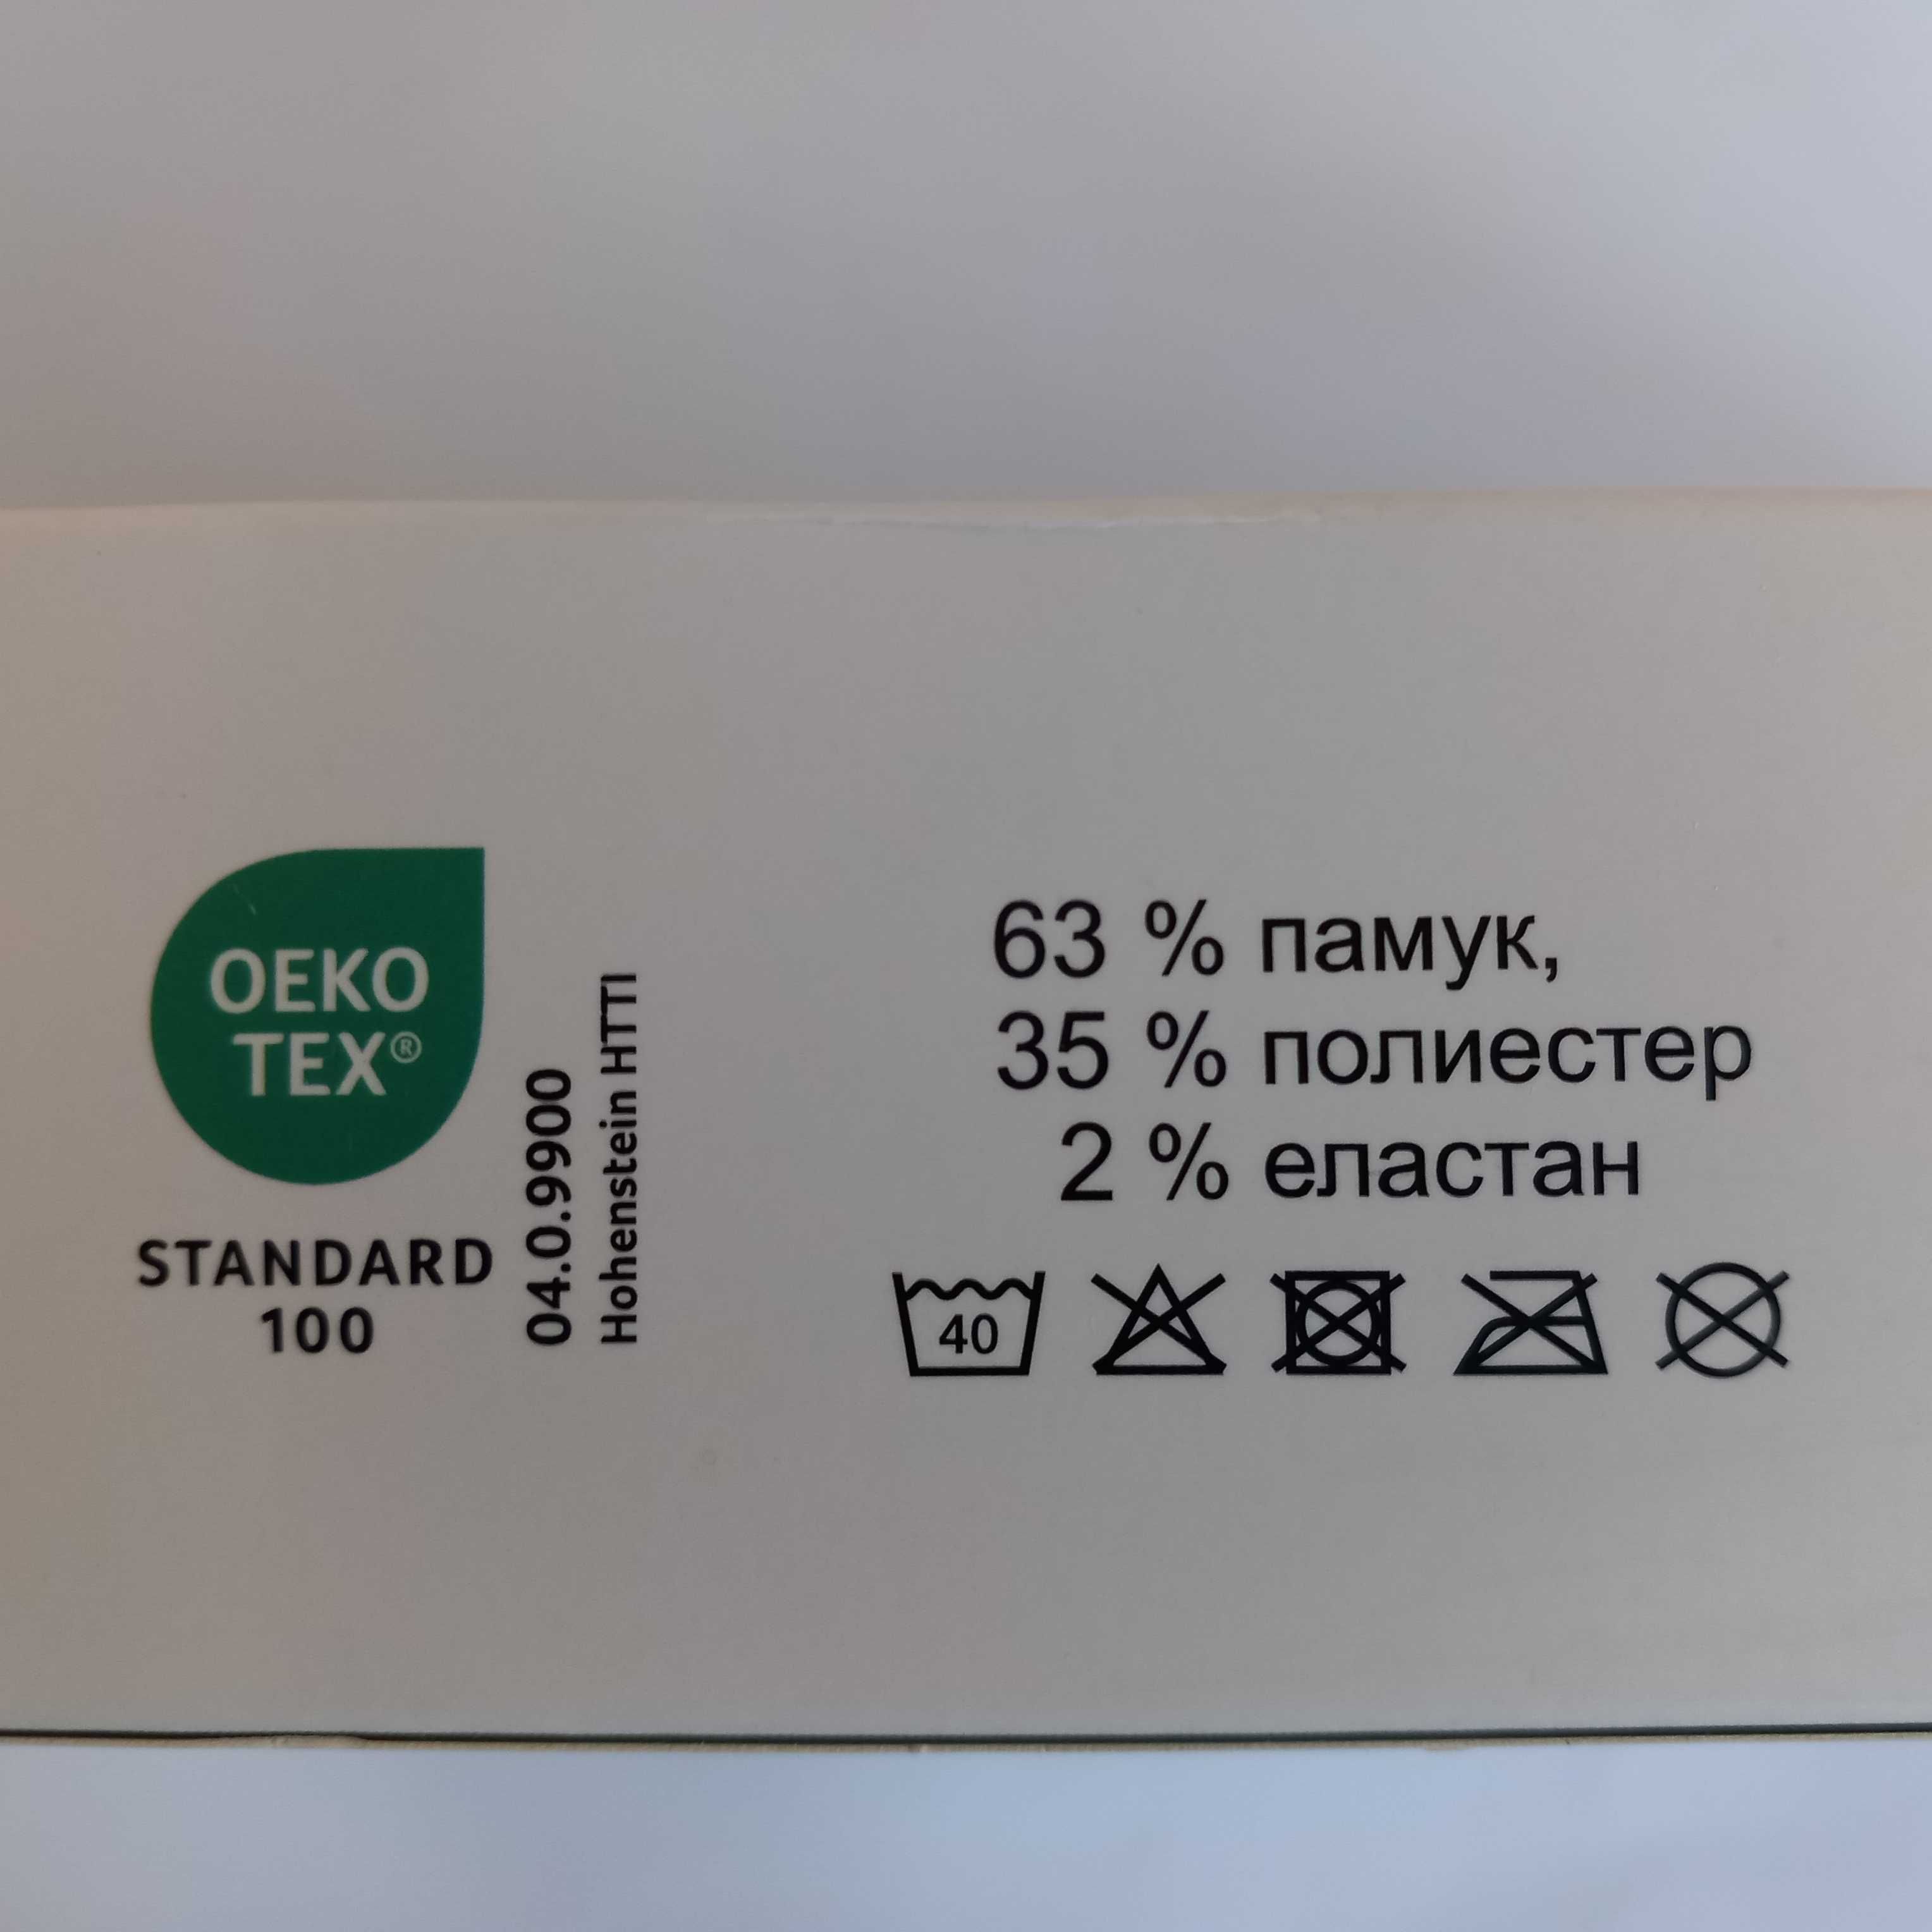 OEKO
TEX®
STANDARD
100
04.0.9900
Hohenstein HTTI
63 % памук,
35 % полиестер
2 % еластан
40